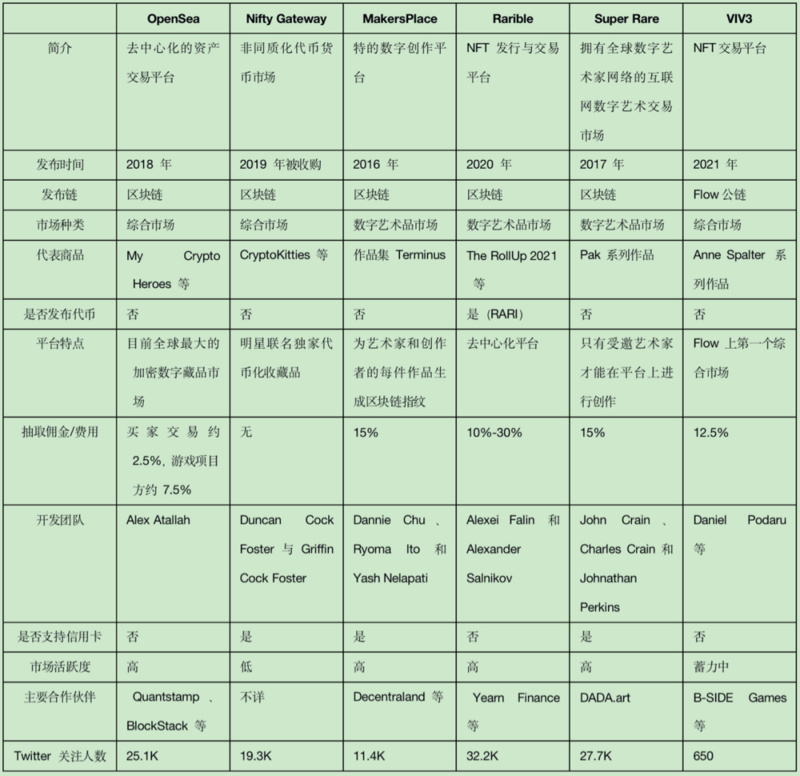 OpenSea Nifty Gateway MakersPlace Rarible Super Rare VIV3
简介
去中心化的资产
交易平台
非同质化代币货
币市场
特的数字创作平
台
NFT 发行与交易
平台
拥有全球数字艺
术家网络的互联
网数字艺术交易
市场
NFT 交易平台
发布时间 2018 年 2019 年被收购 2016 年 2020 年 2017 年 2021 年
发布链 区块链 区块链 区块链 区块链 区块链 Flow 公链
市场种类 综合市场 综合市场 数字艺术品市场 数字艺术品市场 数字艺术品市场 综合市场
代表商品
My Crypto
Heroes 等
CryptoKitties 等
作品集 Terminus
The RollUp 2021
等
Pak 系列作品
Anne Spalter 系
列作品
是否发布代币 否 否 否 是（RARI） 否 否
平台特点
目前全球最大的
加密数字藏品市
场
明星联名独家代
币化收藏品
为艺术家和创作
者的每件作品生
成区块链指纹
去中心化平台
只有受邀艺术家
才能在平台上进
行创作
Flow 上第一个综
合市场
抽取佣金/费用
买家交易约
2.5%, 游戏项目
方约 7.5%
无
15%
10%-30%
15%
12.5%
开发团队
Alex Atallah
Duncan Cock
Foster 与 Griffin
Cock Foster
Dannie Chu 、
Ryoma Ito 和
Yash Nelapati
Alexei Falin 和
Alexander
Salnikov
John Crain 、
Charles Crain 和
Johnathan
Perkins
Daniel Podaru
等
是否支持信用卡 否 是 是 否 是 否
市场活跃度 高 低 高 高 高 蓄力中
主要合作伙伴
Quantstamp 、
BlockStack 等
不详
Decentraland 等
Yearn Finance
等
DADA.art
B-SIDE Games
等
Twitter 关注人数 25.1K 19.3K 11.4K 32.2K 27.7K 650